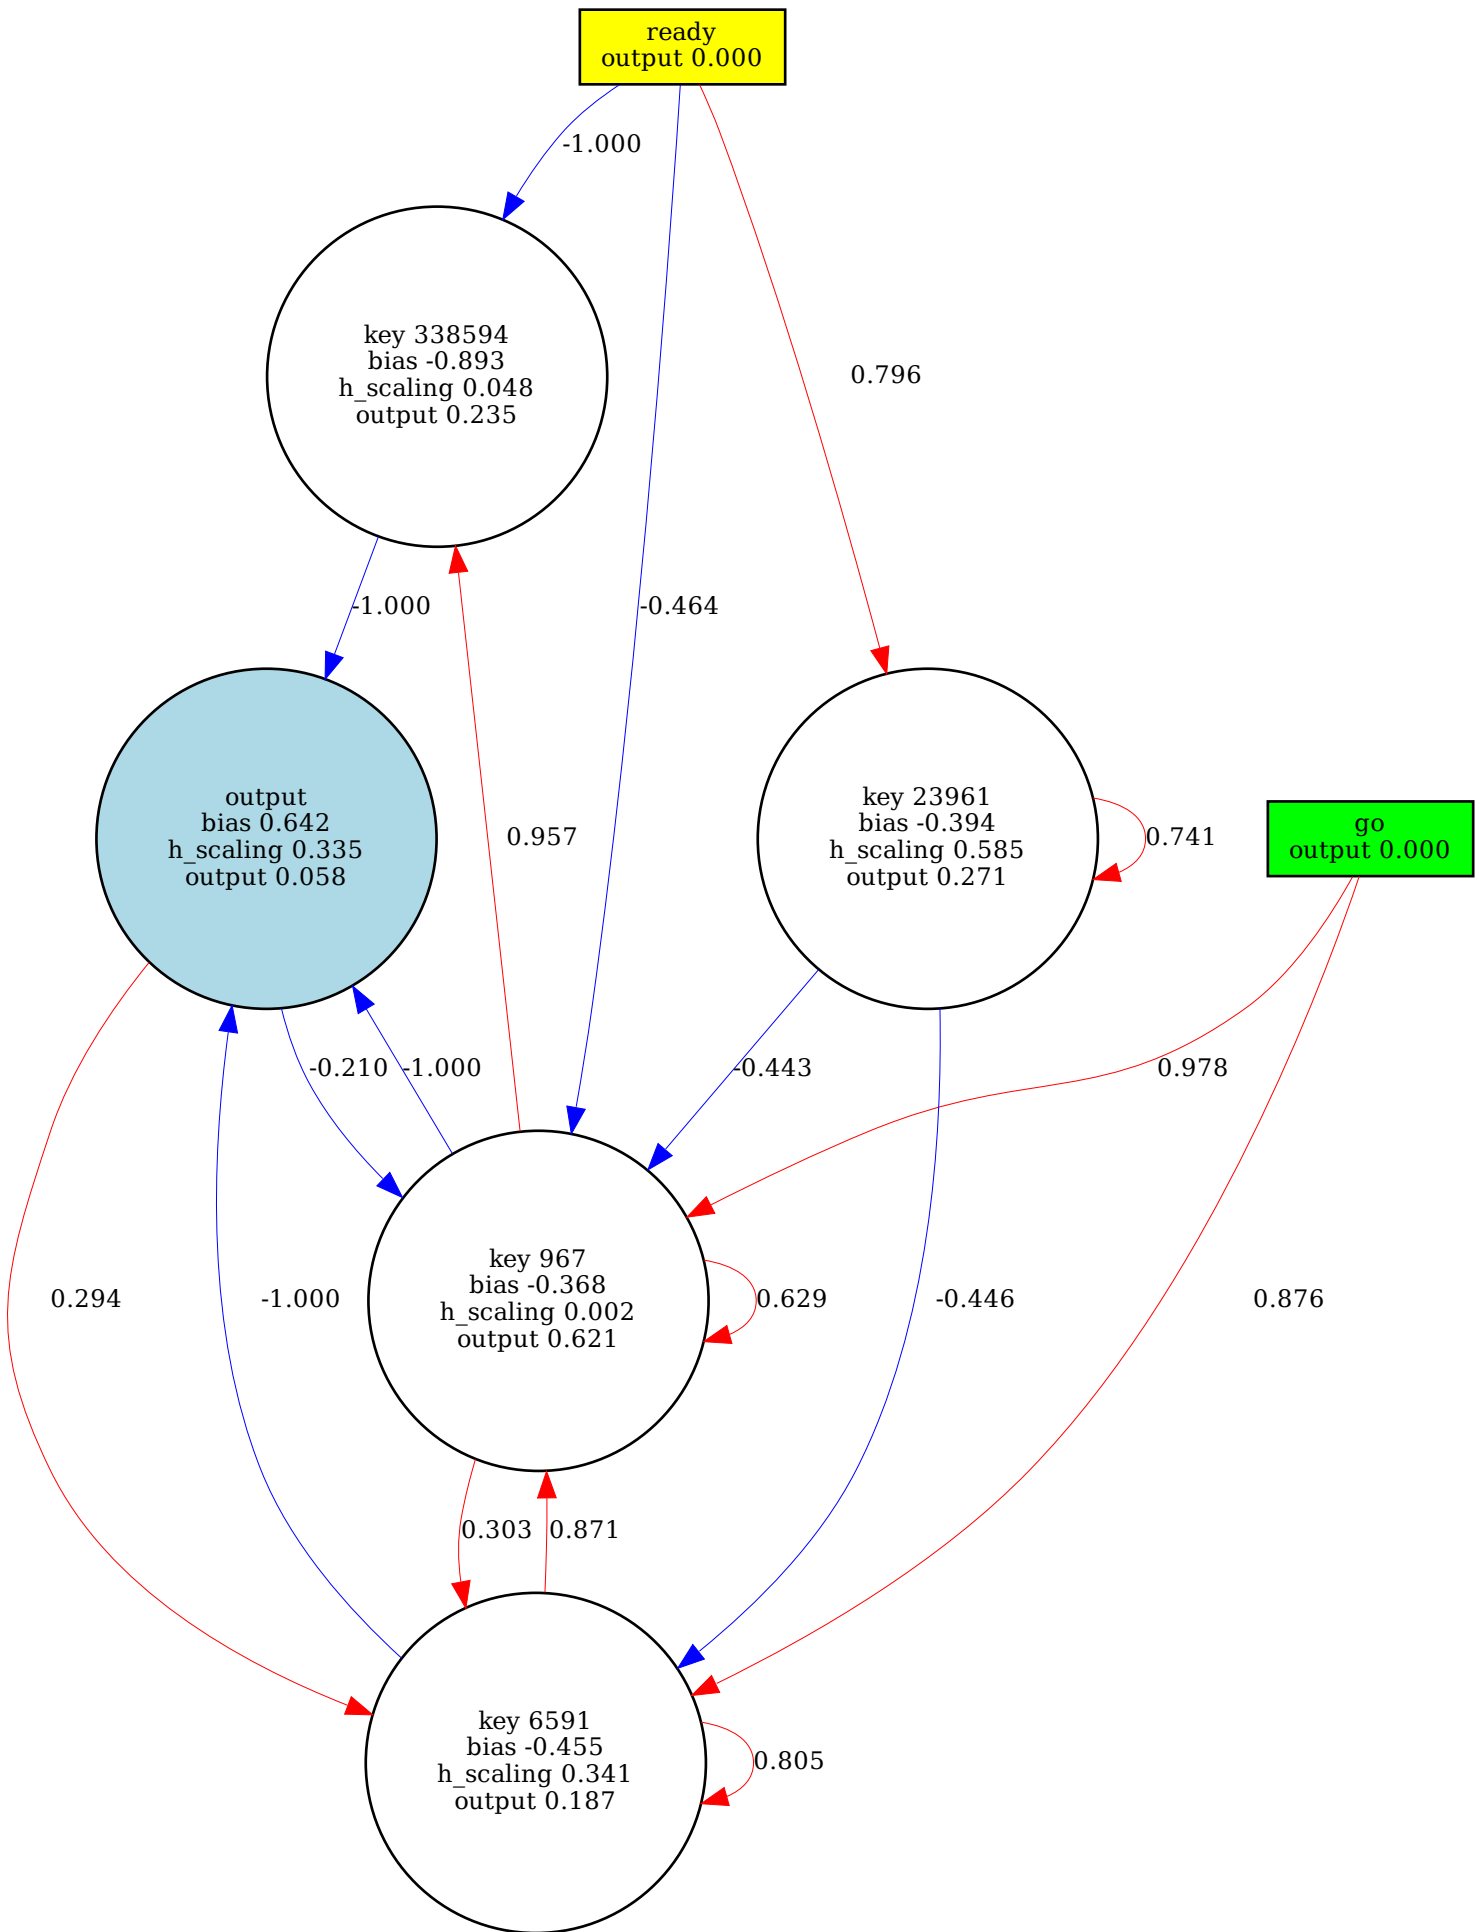 ready
output 0.000
-1.000
key 338594
bias -0.893
h_scaling 0.048
output 0.235
0.796
-1.000
-0.464
output
bias 0.642
h_scaling 0.335
output 0.058
0.957
key 23961
bias -0.394
h_scaling 0.585
output 0.271
0.741
go
output 0.000
-0.210
-1.000
-0.443
0.978
0.294
-1.000
key 967
bias -0.368
h_scaling 0.002
output 0.621
0.629
-0.446
0.876
0.303
0.871
key 6591
bias -0.455
h_scaling 0.341
output 0.187
0.805